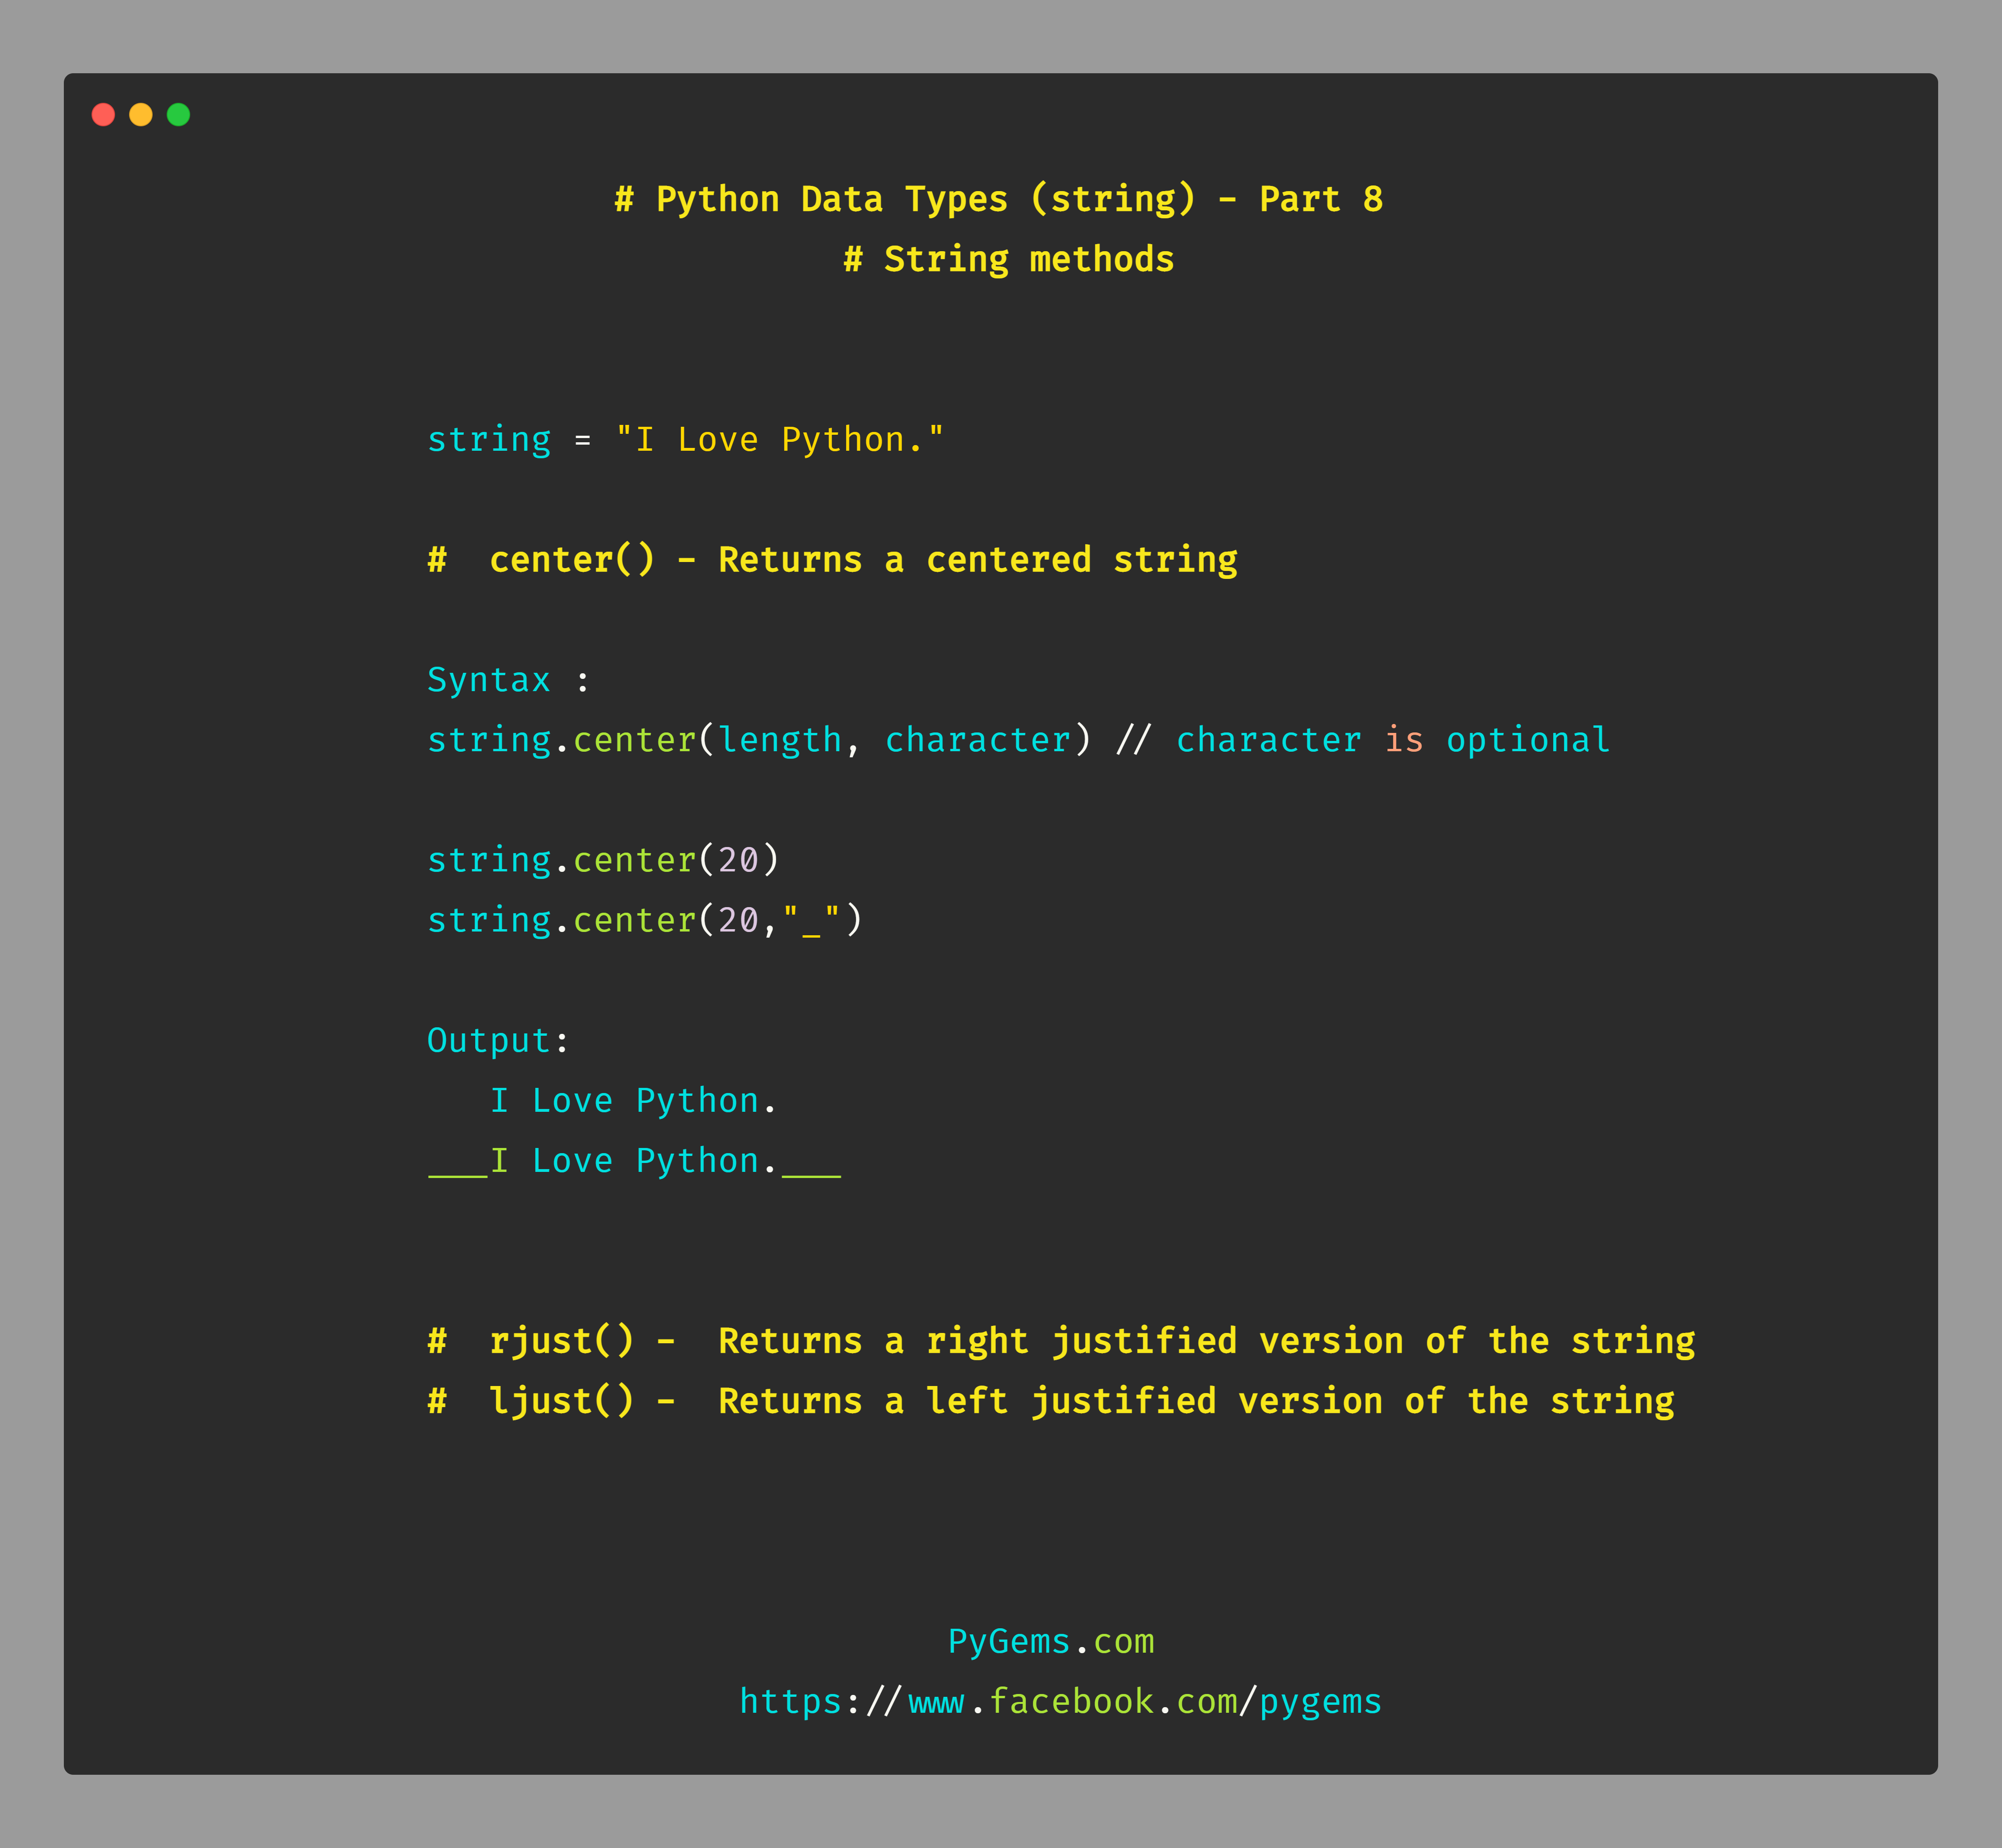 # Python Data Types (string) - Part 8
# String methods
string = "I Love Python."
#  center() - Returns a centered string
Syntax :
string.center(length, character) // character is optional
string.center(20)
string.center(20,"_")
Output:
   I Love Python.
___I Love Python.___
#  rjust() -  Returns a right justified version of the string
#  ljust() -  Returns a left justified version of the string
PyGems.com
https://www.facebook.com/pygems